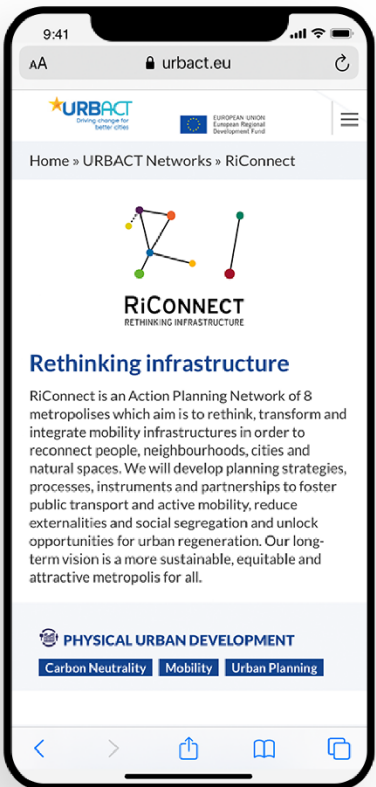 9:41
AA urbact.eu
URBACT
Driving change for
better cities
EUROPEAN UNION
European Regional
Development Fund
Home » URBACT Networks » RiConnect
RICONNECT
RETHINKING INFRASTRUCTURE
Rethinking infrastructure
RiConnect is an Action Planning Network of 8
metropolises which aim is to rethink, transform and
integrate mobility infrastructures in order to
reconnect people, neighbourhoods, cities and
natural spaces. We will develop planning strategies,
processes, instruments and partnerships to foster
public transport and active mobility, reduce
externalities and social segregation and unlock
opportunities for urban regeneration. Our long-
term vision is a more sustainable, equitable and
attractive metropolis for all.
PHYSICAL URBAN DEVELOPMENT
Carbon Neutrality Mobility Urban Planning